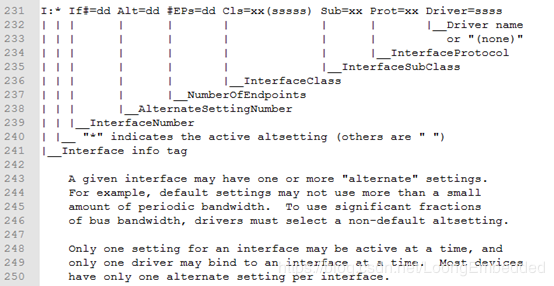 231 I:* If#=dd Alt=dd #EPs=dd Cls=xx(sssss) Sub=xx Prot=xx Driver=ssss
232 | | |      |      |       |             |      |       |__Driver name
233 | | |      |      |       |             |      |          or "(none)"
234 | | |      |      |       |             |      |__InterfaceProtocol
235 | | |      |      |       |             |__InterfaceSubClass
236 | | |      |      |       |__InterfaceClass
237 | | |      |      |__NumberOfEndpoints
238 | | |      |__AlternateSettingNumber
239 | | |__InterfaceNumber
240 | |__ "*" indicates the active altsetting (others are " ")
241 |__Interface info tag
242
243     A given interface may have one or more "alternate" settings.
244     For example, default settings may not use more than a small
245     amount of periodic bandwidth.  To use significant fractions
246     of bus bandwidth, drivers must select a non-default altsetting.
247
248     Only one setting for an interface may be active at a time, and
249     only one driver may bind to an interface at a time.  Most devices
250     have only one alternate setting per interface.
https://blog.csdn.net/LoongEmbedded